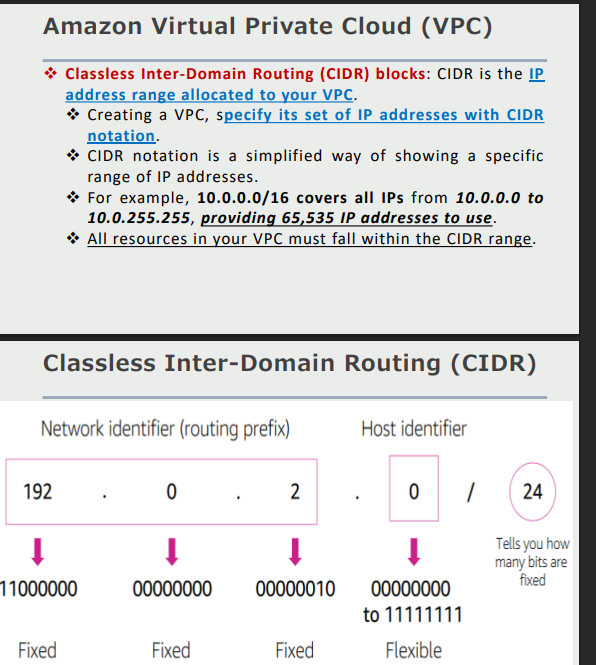 Amazon Virtual Private Cloud (VPC)
❖ Classless Inter-Domain Routing (CIDR) blocks: CIDR is the IP
address range allocated to your VPC.
❖ Creating a VPC, specify its set of IP addresses with CIDR
notation.
❖ CIDR notation is a simplified way of showing a specific
range of IP addresses.
❖ For example, 10.0.0.0/16 covers all IPs from 10.0.0.0 to
10.0.255.255, providing 65,535 IP addresses to use.
❖ All resources in your VPC must fall within the CIDR range.
Classless Inter-Domain Routing (CIDR)
Network identifier (routing prefix) Host identifier
192 . 0 . 2 . 0 / 24
Tells you how
many bits are
fixed
11000000 00000000 00000010 00000000
to 11111111
Fixed Fixed Fixed Flexible